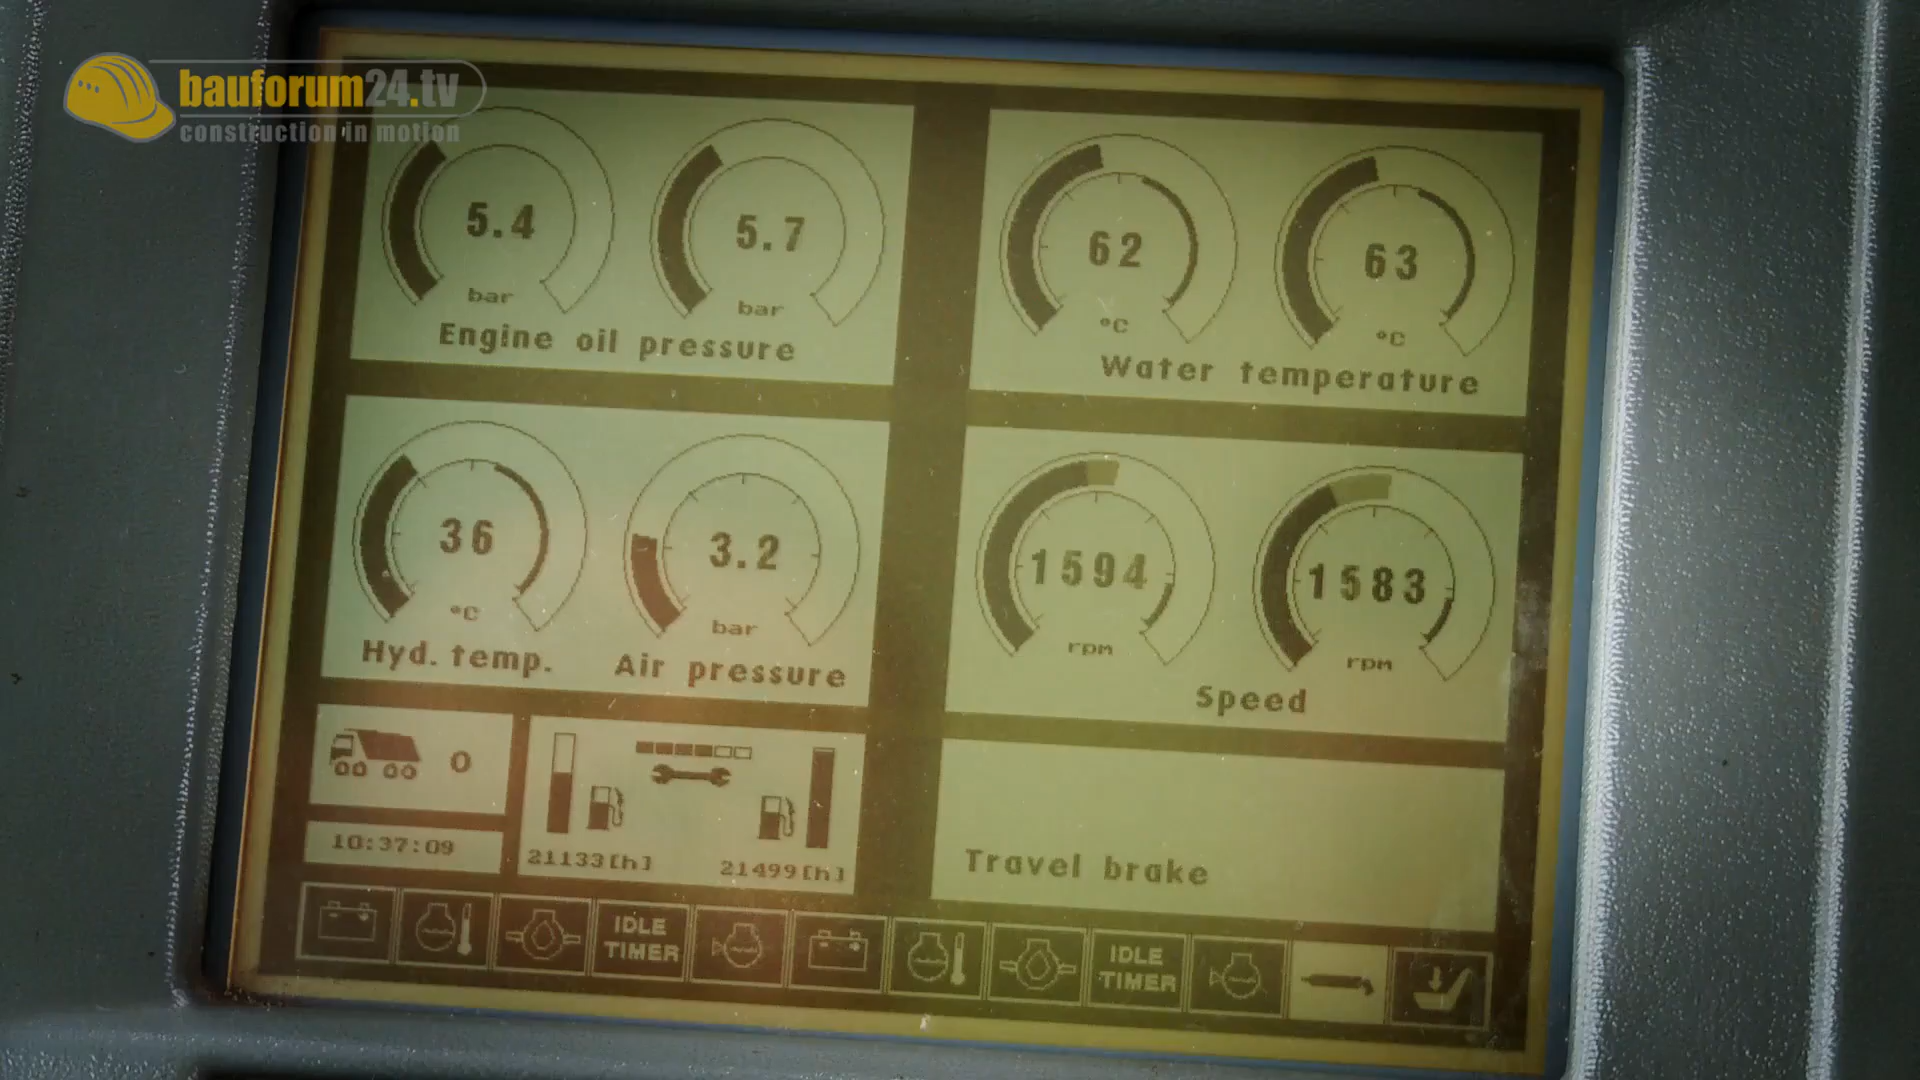 bauforum24.tv
construction in motion
5.4
bar
5.7
bar
Engine oil pressure
62
°C
63
°C
Water temperature
36
°C
Hyd. temp.
3.2
bar
Air pressure
1594
rpm
1583
rpm
Speed
0
10:37:09
21133[h]
21499[h]
Travel brake
IDLE
TIMER
IDLE
TIMER